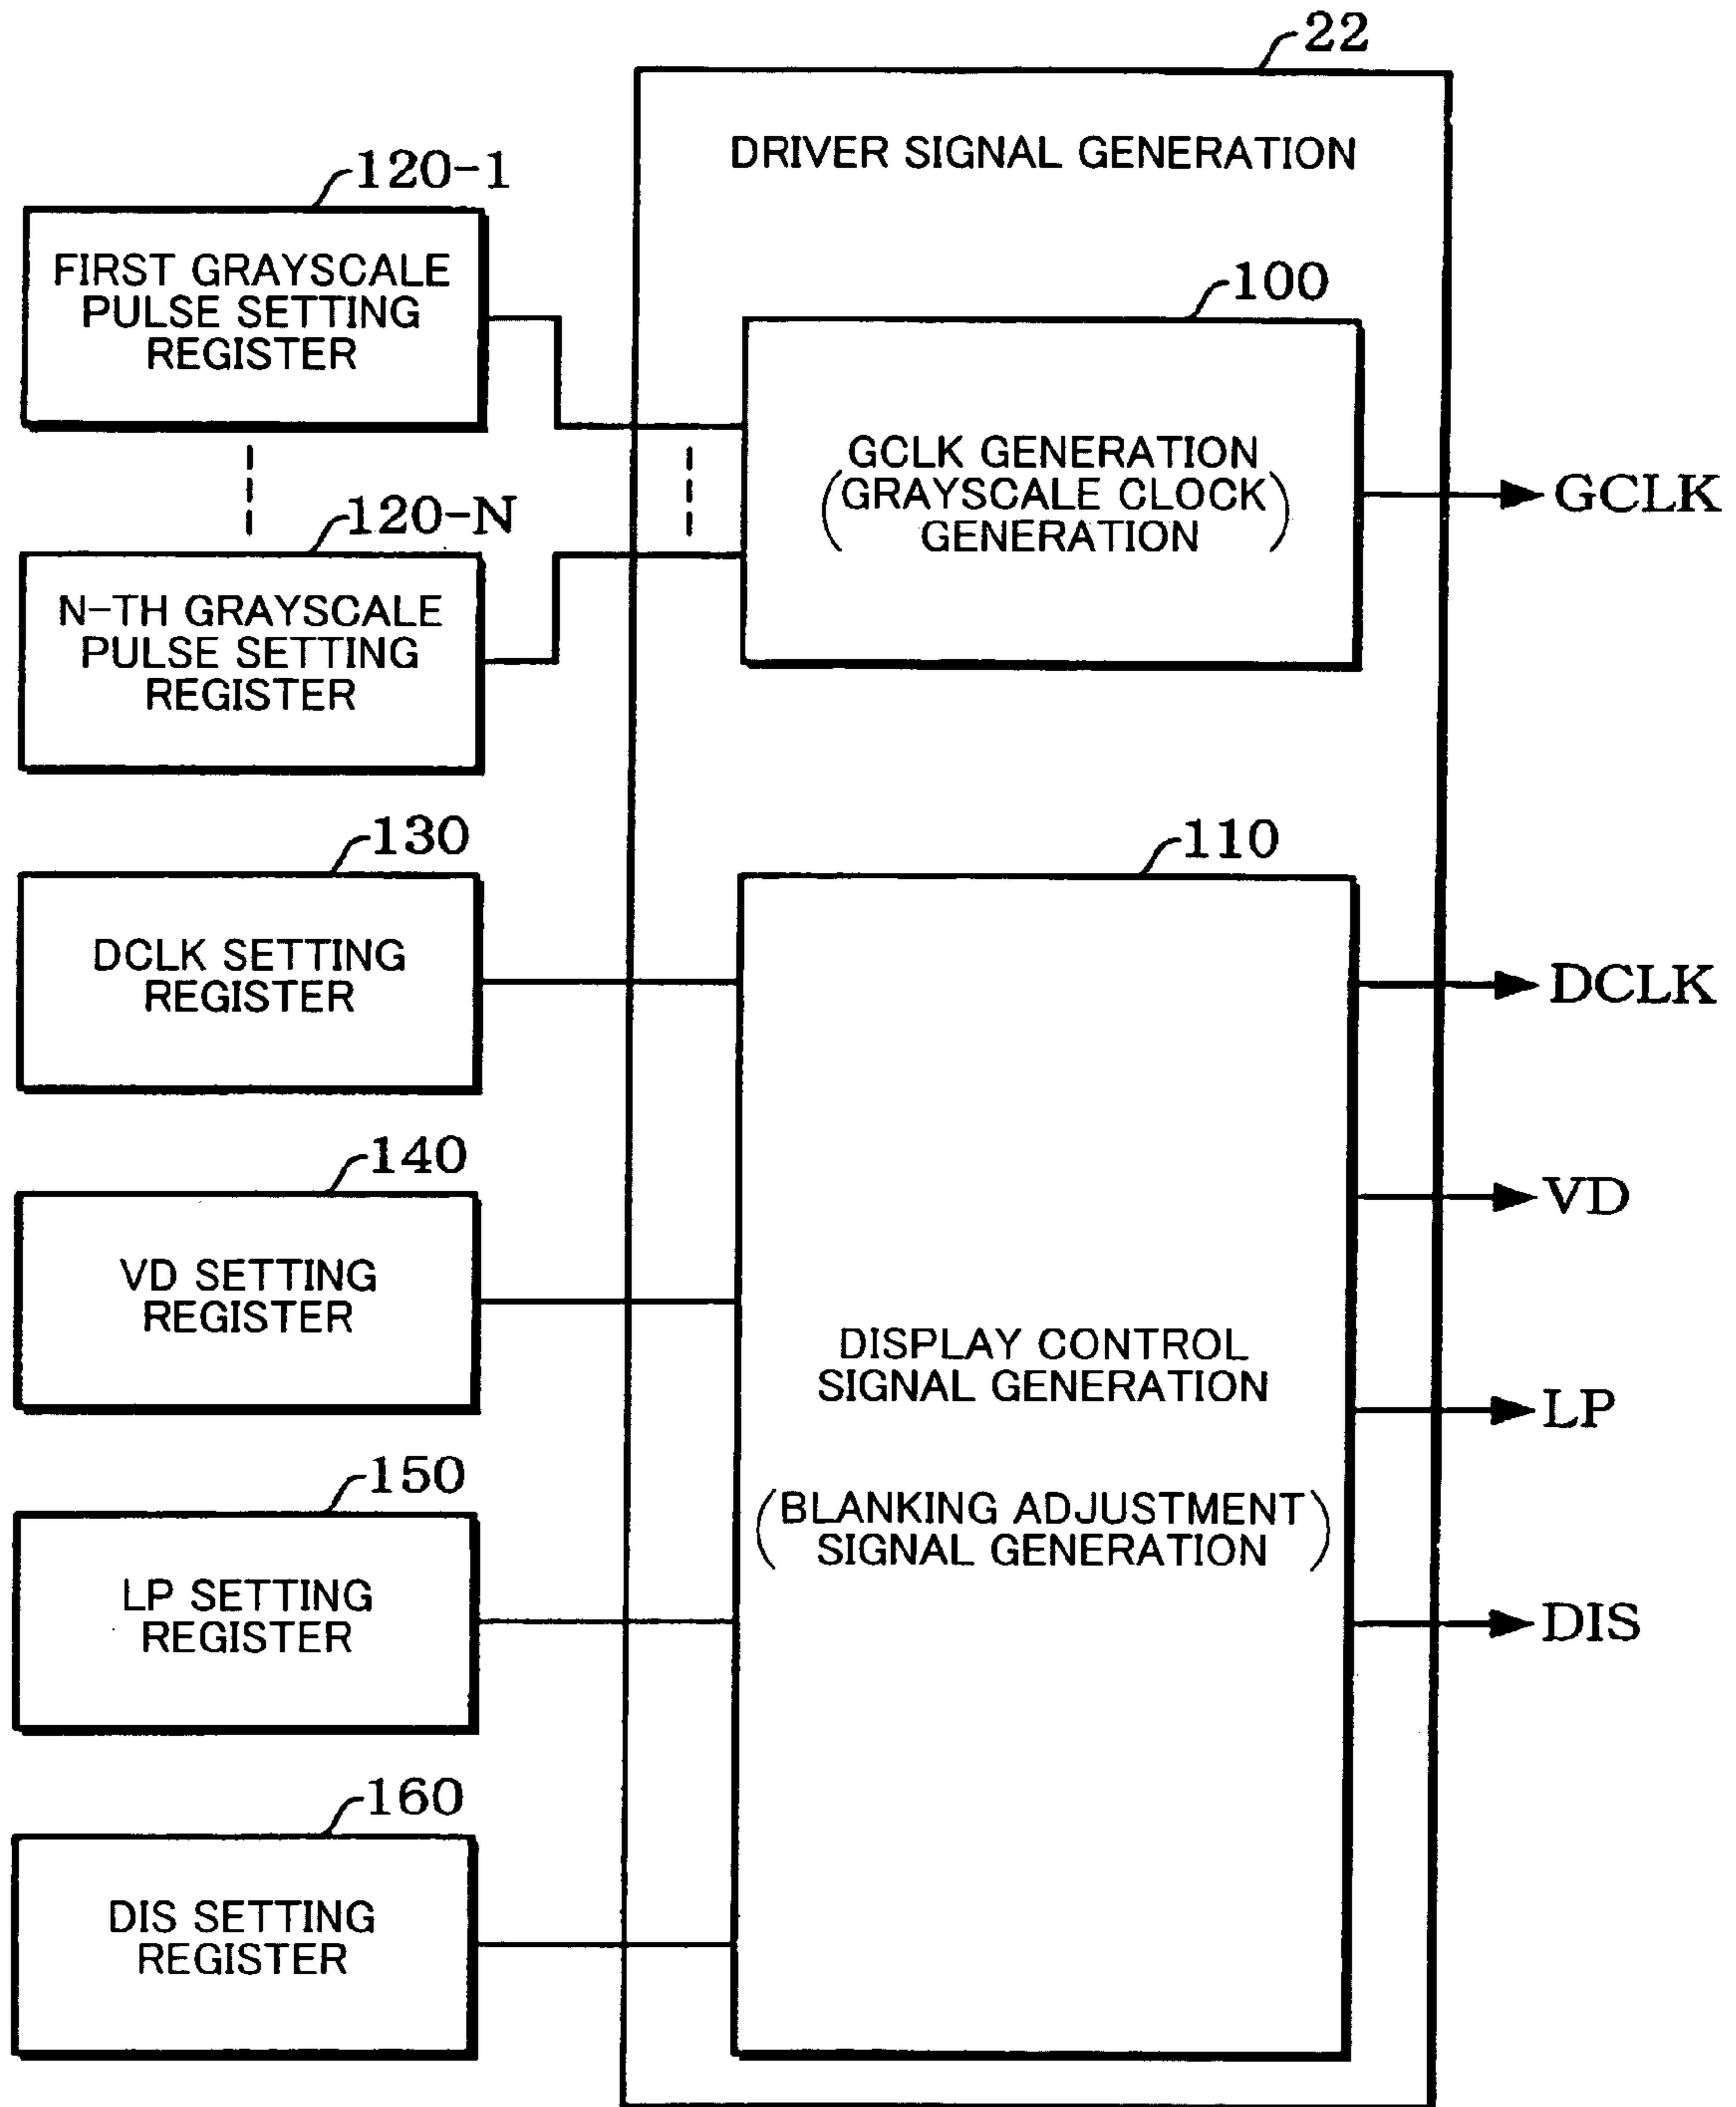 22
DRIVER SIGNAL GENERATION
120-1
FIRST GRAYSCALE
PULSE SETTING
REGISTER
100
GCLK GENERATION
(GRAYSCALE CLOCK
GENERATION)
GCLK
120-N
N-TH GRAYSCALE
PULSE SETTING
REGISTER
130
DCLK SETTING
REGISTER
110
DCLK
140
VD SETTING
REGISTER
VD
DISPLAY CONTROL
SIGNAL GENERATION
LP
150
LP SETTING
REGISTER
(BLANKING ADJUSTMENT
SIGNAL GENERATION)
DIS
160
DIS SETTING
REGISTER